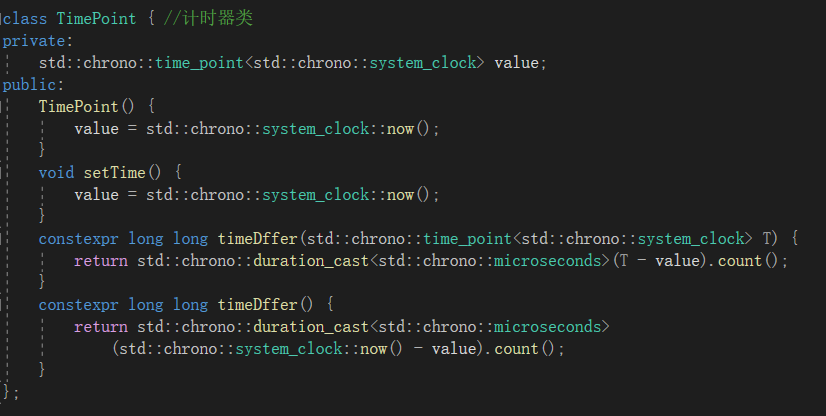 class TimePoint { //计时器类
private:
    std::chrono::time_point<std::chrono::system_clock> value;
public:
    TimePoint() {
        value = std::chrono::system_clock::now();
    }
    void setTime() {
        value = std::chrono::system_clock::now();
    }
    constexpr long long timeDffer(std::chrono::time_point<std::chrono::system_clock> T) {
        return std::chrono::duration_cast<std::chrono::microseconds>(T - value).count();
    }
    constexpr long long timeDffer() {
        return std::chrono::duration_cast<std::chrono::microseconds>
            (std::chrono::system_clock::now() - value).count();
    }
};